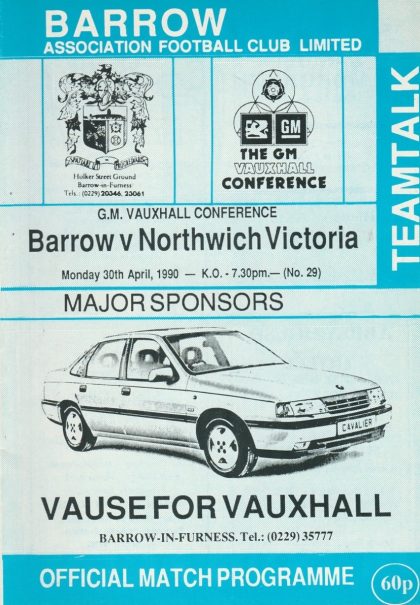 BARROW
ASSOCIATION FOOTBALL CLUB LIMITED
TEAMTALK
Holker Street Ground
Barrow-in-Furness
Tels.: (0229) 20346, 23061
GM
THE GM
VAUXHALL
CONFERENCE
G.M. VAUXHALL CONFERENCE
Barrow v Northwich Victoria
Monday 30th April, 1990 — K.O. - 7.30pm.— (No. 29)
MAJOR SPONSORS
CAVALIER
VAUSE FOR VAUXHALL
BARROW-IN-FURNESS. Tel.: (0229) 35777
OFFICIAL MATCH PROGRAMME
60p